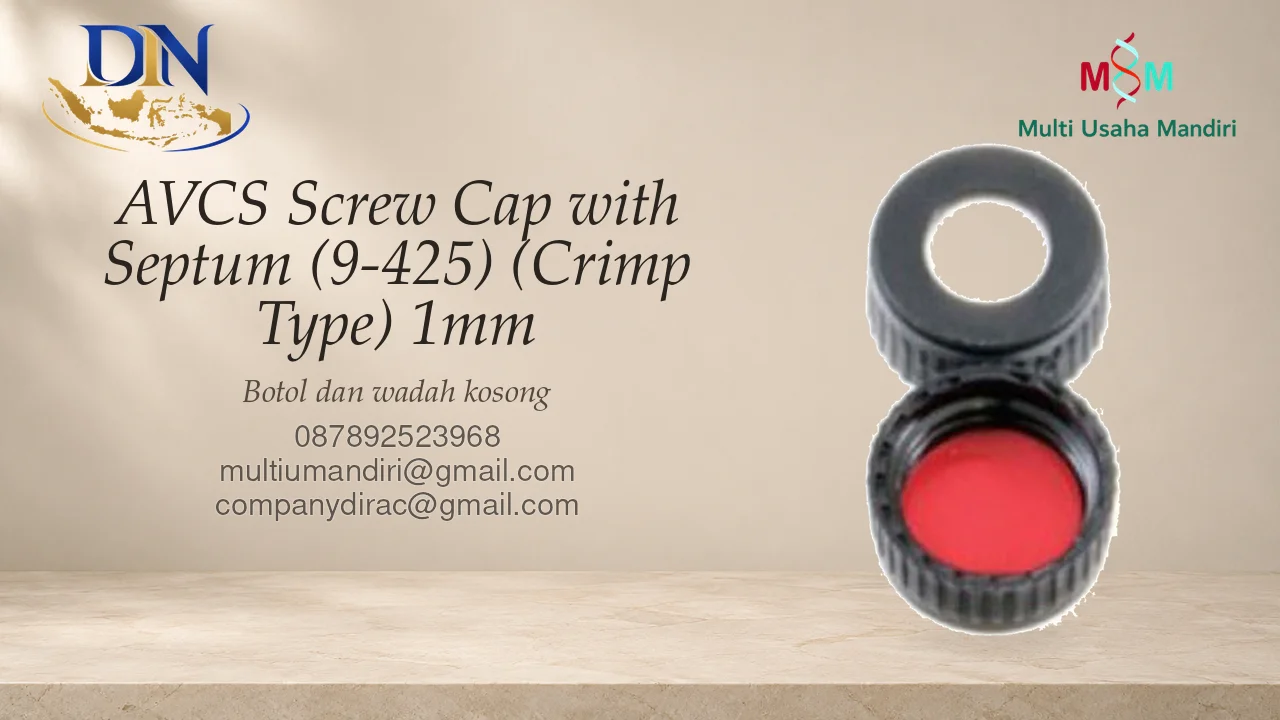 DN
M M
Multi Usaha Mandiri
AVCS Screw Cap with
Septum (9-425) (Crimp
Type) 1mm
Botol dan wadah kosong
087892523968
multiumandiri@gmail.com
companydirac@gmail.com